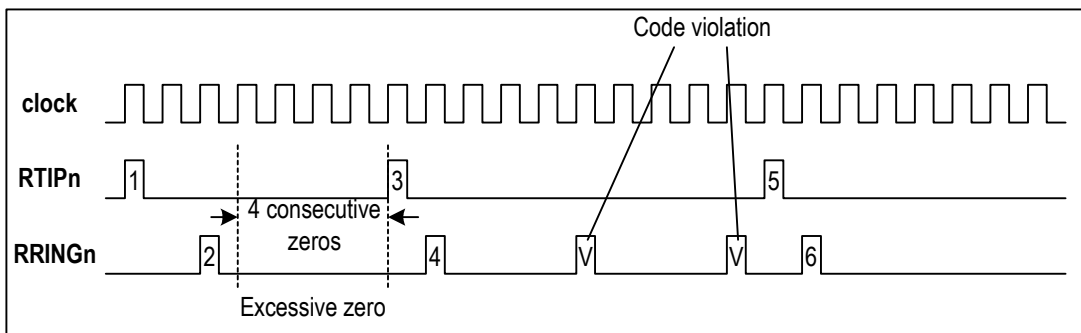 Code violation
clock
RTIPn
1
3
5
4 consecutive
zeros
RRINGn
2
4
V
V
6
Excessive zero